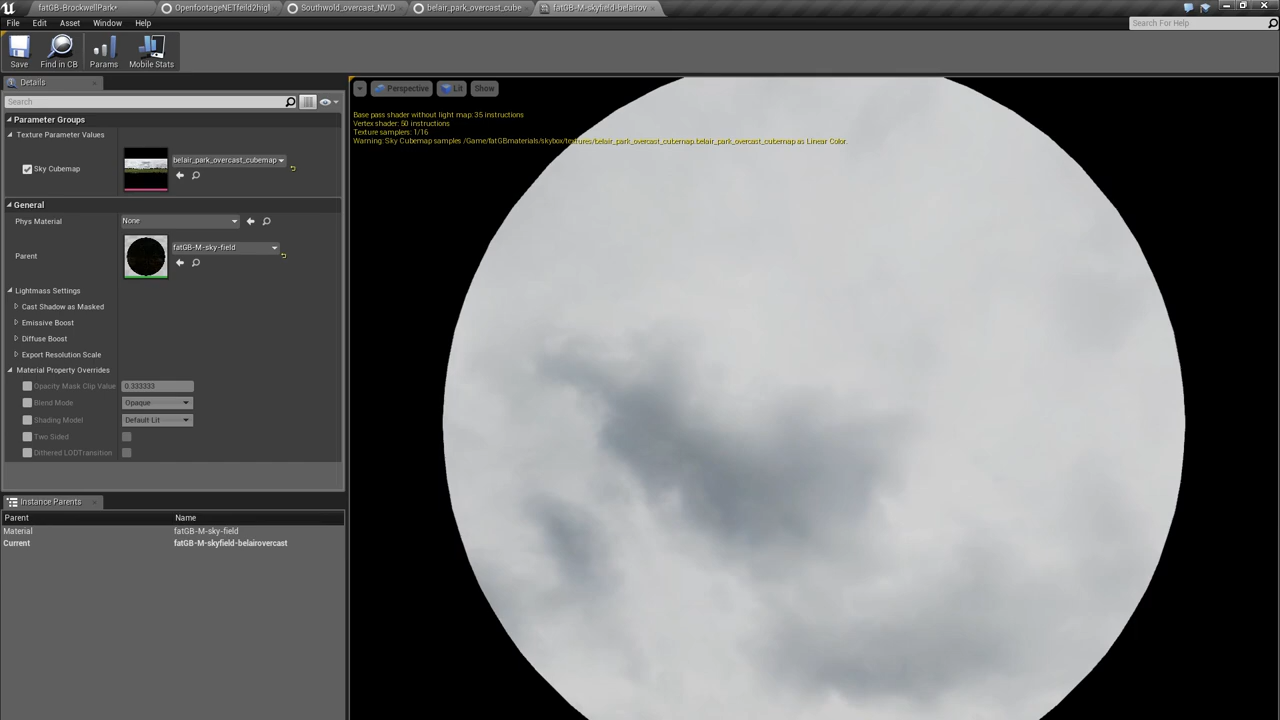 fatGB-BrockwellPark*
OpenfootageNETfeild2high
Southwold_overcast_NVID
belair_park_overcast_cube
fatGB-M-skyfield-belairov
File Edit Asset Window Help
Search For Help
Save Find in CB Params Mobile Stats
Details
Search
Parameter Groups
Texture Parameter Values
Sky Cubemap
belair_park_overcast_cubemap
General
Phys Material
None
Parent
fatGB-M-sky-field
Lightmass Settings
Cast Shadow as Masked
Emissive Boost
Diffuse Boost
Export Resolution Scale
Material Property Overrides
Opacity Mask Clip Value 0.333333
Blend Mode Opaque
Shading Model Default Lit
Two Sided
Dithered LODTransition
Instance Parents
Parent Name
Material fatGB-M-sky-field
Current fatGB-M-skyfield-belairovercast
Perspective Lit Show
Base pass shader without light map: 35 instructions
Vertex shader: 50 instructions
Texture samplers: 1/16
Warning: Sky Cubemap samples /Game/fatGBmaterials/skybox/textures/belair_park_overcast_cubemap.belair_park_overcast_cubemap as Linear Color.